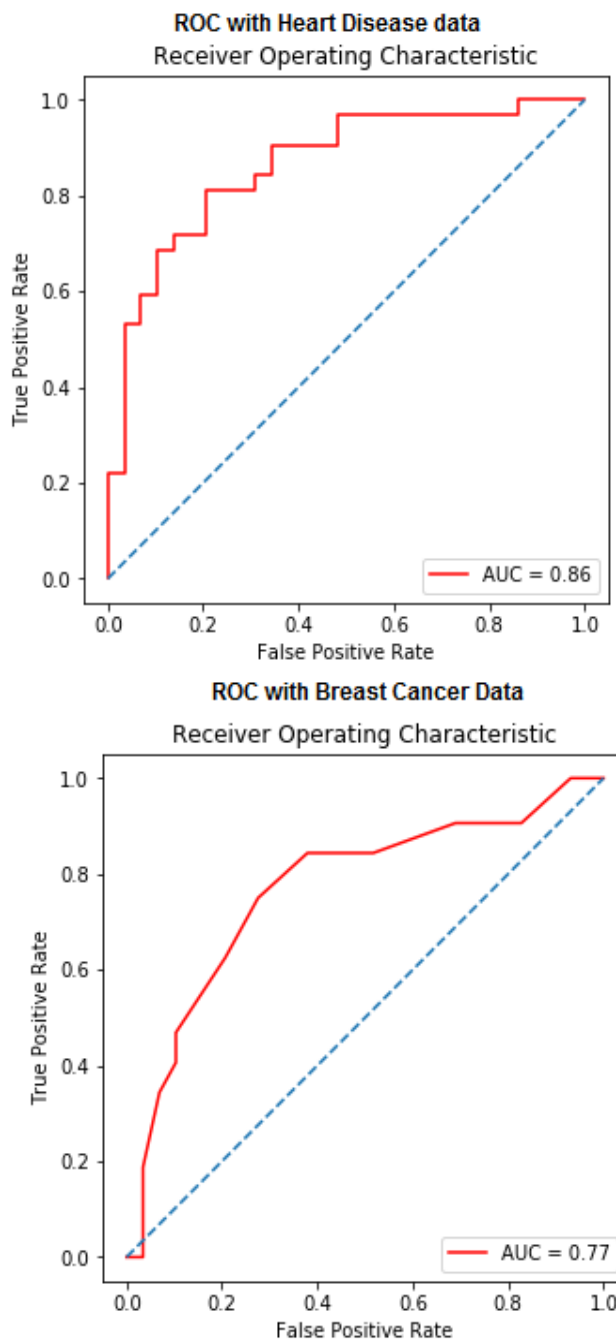 ROC with Heart Disease data
Receiver Operating Characteristic
1.0
0.8
0.6
0.4
0.2
0.0
True Positive Rate
AUC = 0.86
0.0 0.2 0.4 0.6 0.8 1.0
False Positive Rate
ROC with Breast Cancer Data
Receiver Operating Characteristic
1.0
0.8
0.6
0.4
0.2
0.0
True Positive Rate
AUC = 0.77
0.0 0.2 0.4 0.6 0.8 1.0
False Positive Rate